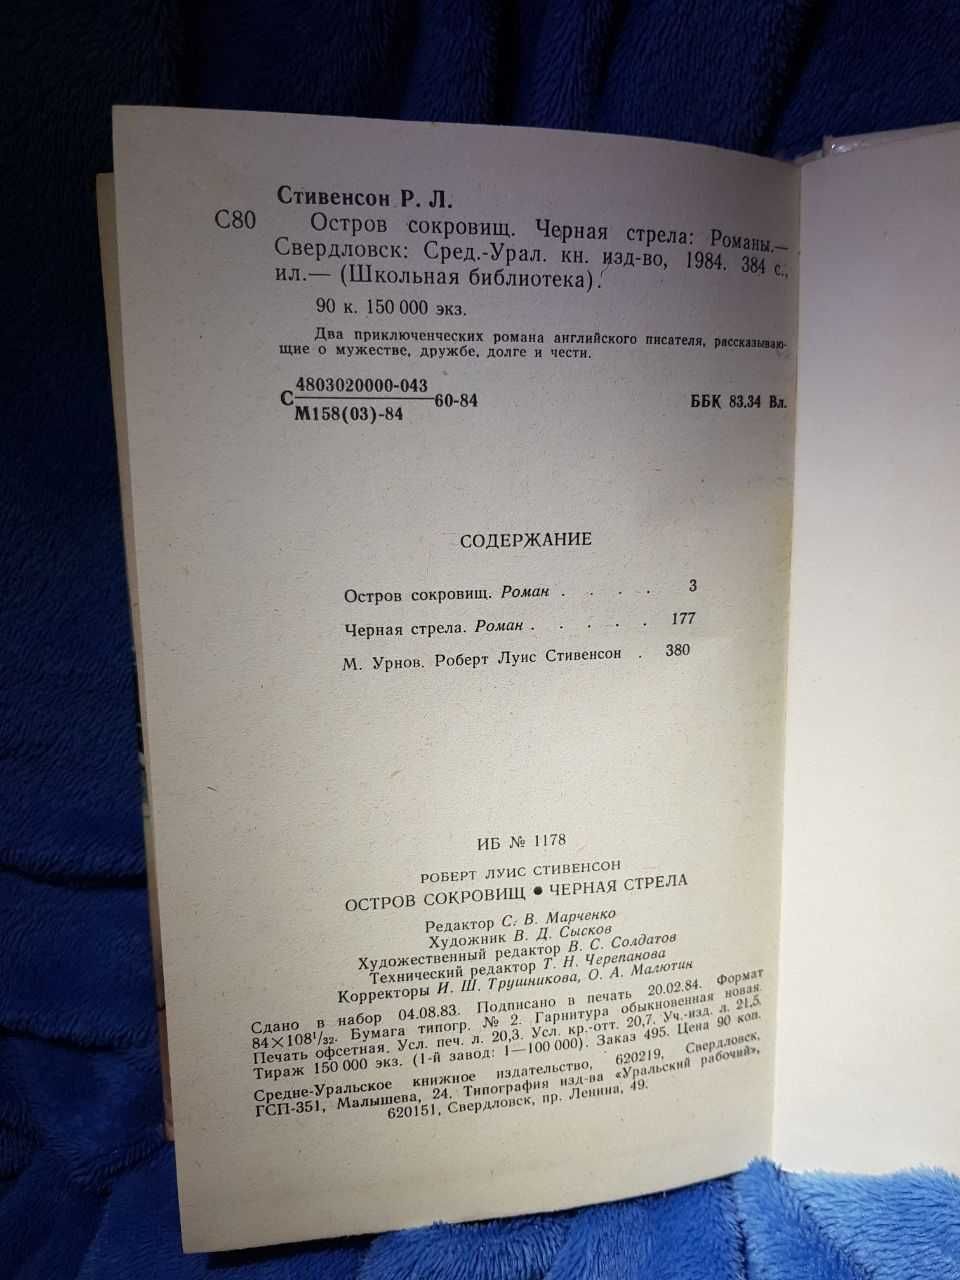 Стивенсон Р. Л.
С80 Остров сокровищ. Черная стрела: Романы.—
Свердловск: Сред.-Урал. кн. изд-во, 1984. 384 с.,
ил.— (Школьная библиотека).
90 к. 150 000 экз.
Два приключенческих романа английского писателя, рассказываю-
щие о мужестве, дружбе, долге и чести.
С 4803020000-043 60-84
М158(03)-84
ББК 83.34 Вл.
СОДЕРЖАНИЕ
Остров сокровищ. Роман . . . . 3
Черная стрела. Роман . . . . . 177
М. Урнов. Роберт Луис Стивенсон . 380
ИБ № 1178
РОБЕРТ ЛУИС СТИВЕНСОН
ОСТРОВ СОКРОВИЩ ● ЧЕРНАЯ СТРЕЛА
Редактор С. В. Марченко
Художник В. Д. Сысков
Художественный редактор В. С. Солдатов
Технический редактор Т. Н. Черепанова
Корректоры И. Ш. Трушникова, О. А. Малютин
Сдано в набор 04.08.83. Подписано в печать 20.02.84. Формат
84×108¹/₃₂. Бумага типогр. № 2. Гарнитура обыкновенная новая.
Печать офсетная. Усл. печ. л. 20,3. Усл. кр.-отт. 20,7. Уч.-изд. л. 21,5.
Тираж 150 000 экз. (1-й завод: 1—100 000). Заказ 495. Цена 90 коп.
Средне-Уральское книжное издательство, 620219, Свердловск,
ГСП-351, Малышева, 24. Типография изд-ва «Уральский рабочий»,
620151, Свердловск, пр. Ленина, 49.